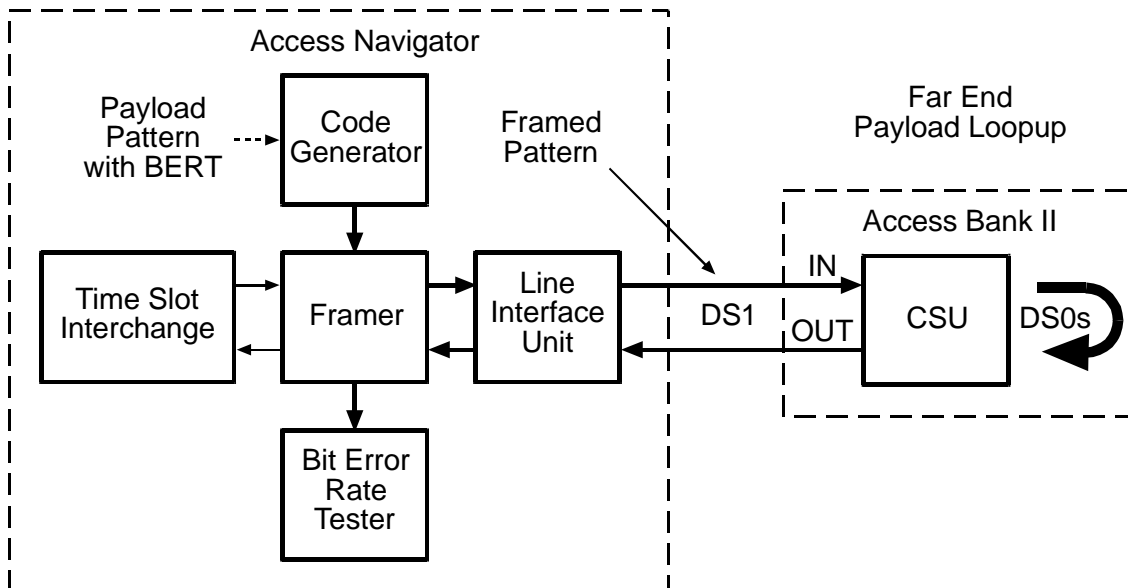 Access Navigator
Payload
Pattern
with BERT
Code
Generator
Framed
Pattern
Far End
Payload Loopup
Access Bank II
Time Slot
Interchange
Framer
Line
Interface
Unit
DS1
IN
OUT
CSU
DS0s
Bit Error
Rate
Tester